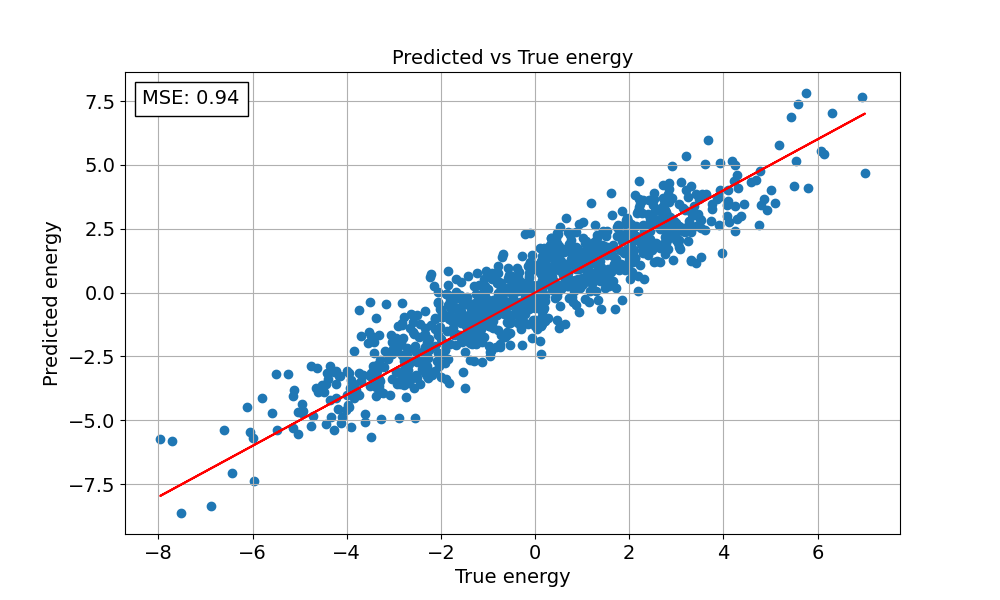 Predicted vs True energy
MSE: 0.94
7.5
5.0
2.5
0.0
−2.5
−5.0
−7.5
Predicted energy
−8 −6 −4 −2 0 2 4 6
True energy